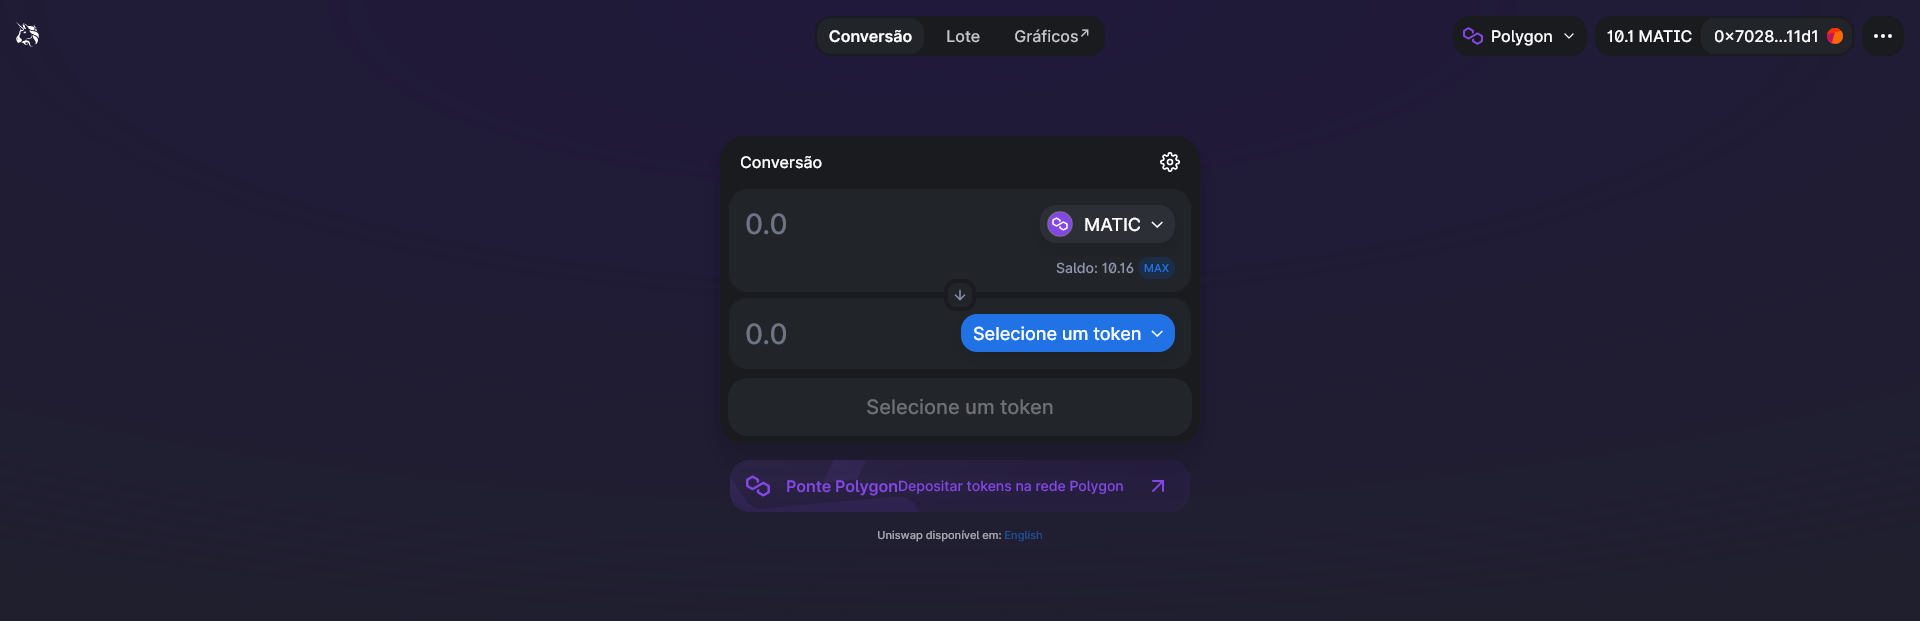 Conversão Lote Gráficos↗ Polygon 10.1 MATIC 0x7028...11d1
Conversão
0.0 MATIC
Saldo: 10.16 MAX
0.0 Selecione um token
Selecione um token
Ponte PolygonDepositar tokens na rede Polygon
Uniswap disponível em: English